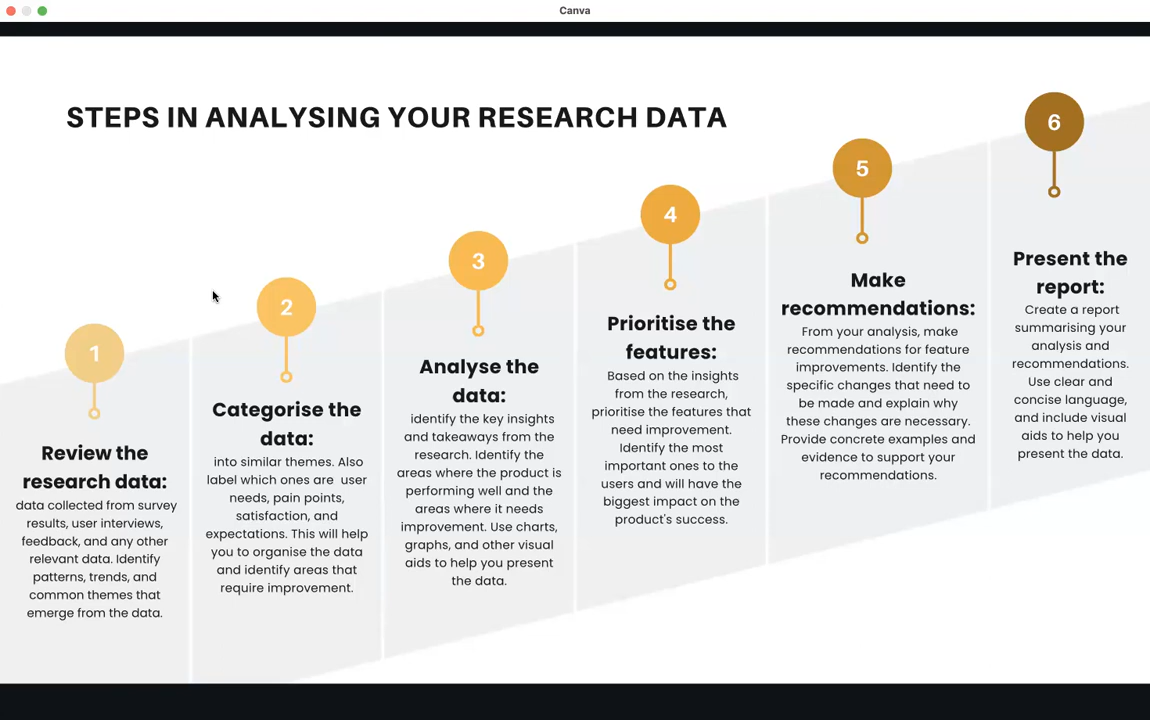 Canva
STEPS IN ANALYSING YOUR RESEARCH DATA
1
Review the
research data:
data collected from survey
results, user interviews,
feedback, and any other
relevant data. Identify
patterns, trends, and
common themes that
emerge from the data.
2
Categorise the
data:
into similar themes. Also
label which ones are user
needs, pain points,
satisfaction, and
expectations. This will help
you to organise the data
and identify areas that
require improvement.
3
Analyse the
data:
identify the key insights
and takeaways from the
research. Identify the
areas where the product is
performing well and the
areas where it needs
improvement. Use charts,
graphs, and other visual
aids to help you present
the data.
4
Prioritise the
features:
Based on the insights
from the research,
prioritise the features that
need improvement.
Identify the most
important ones to the
users and will have the
biggest impact on the
product's success.
5
Make
recommendations:
From your analysis, make
recommendations for feature
improvements. Identify the
specific changes that need to
be made and explain why
these changes are necessary.
Provide concrete examples and
evidence to support your
recommendations.
6
Present the
report:
Create a report
summarising your
analysis and
recommendations.
Use clear and
concise language,
and include visual
aids to help you
present the data.